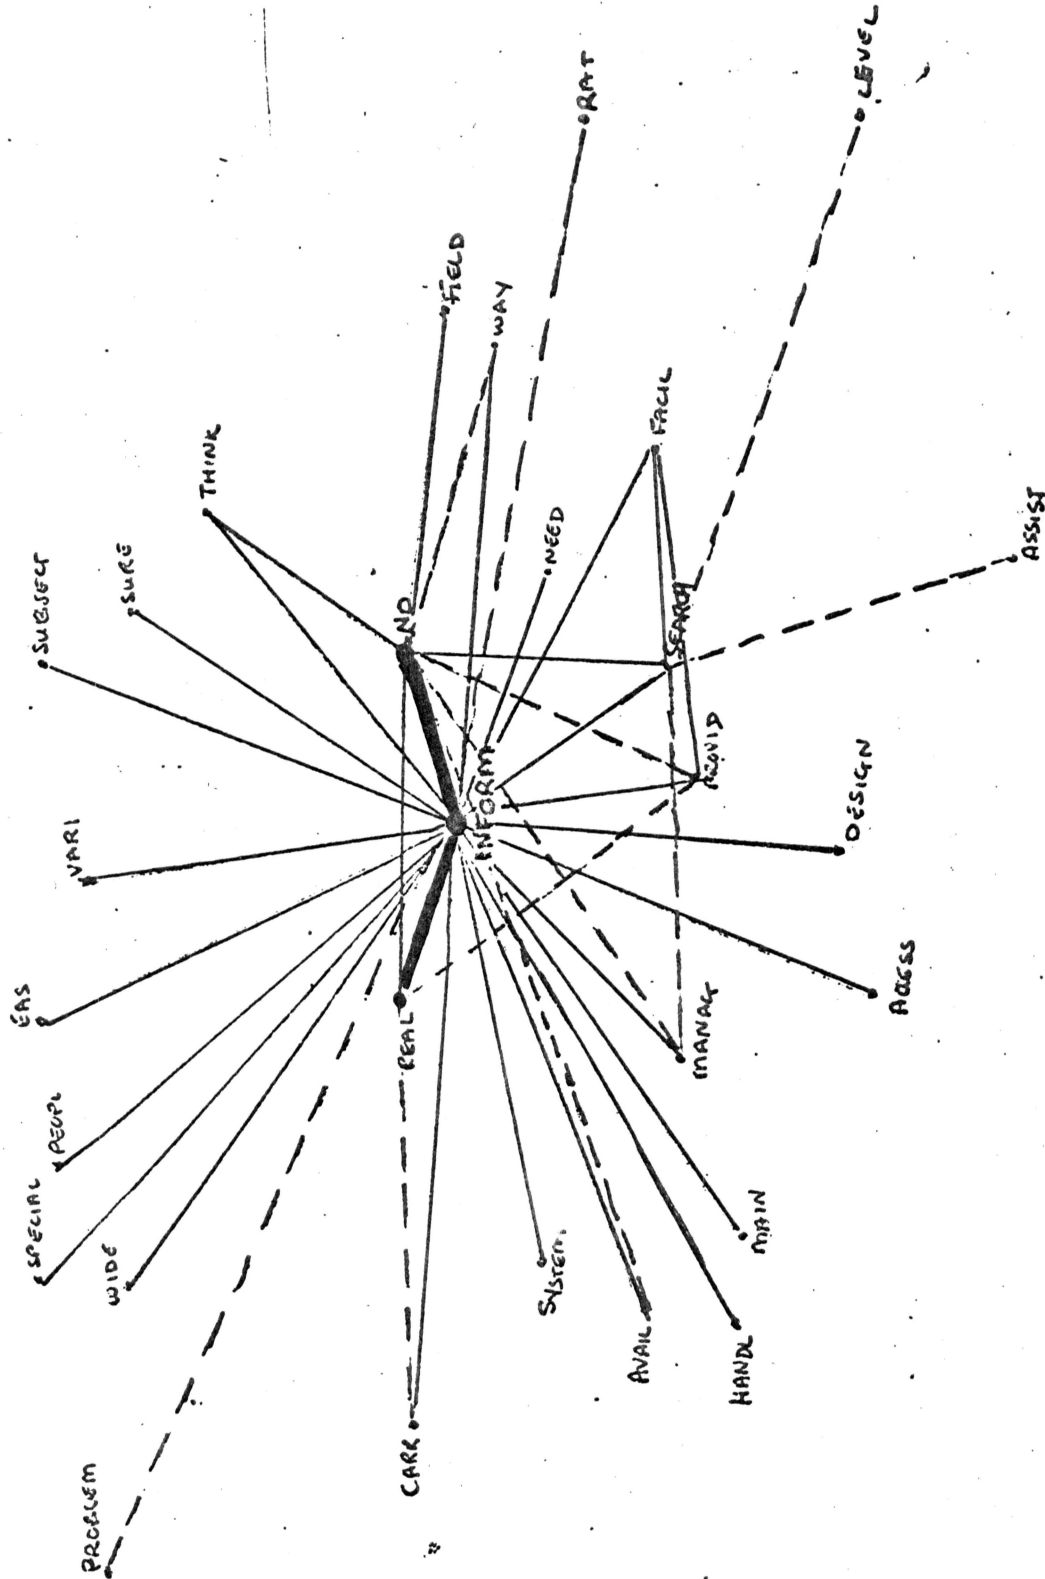 PROBLEM
SPECIAL
PEOPL
WIDE
EAS
VARI
SUBJECT
SURE
THINK
CARR
REAL
INFORM
ND
FIELD
WAY
RAT
SYSTEM
NEED
AVAIL
HANDL
MAIN
MANAG
PROVID
SEARCH
FACIL
ACCESS
DESIGN
ASSIST
LEVEL